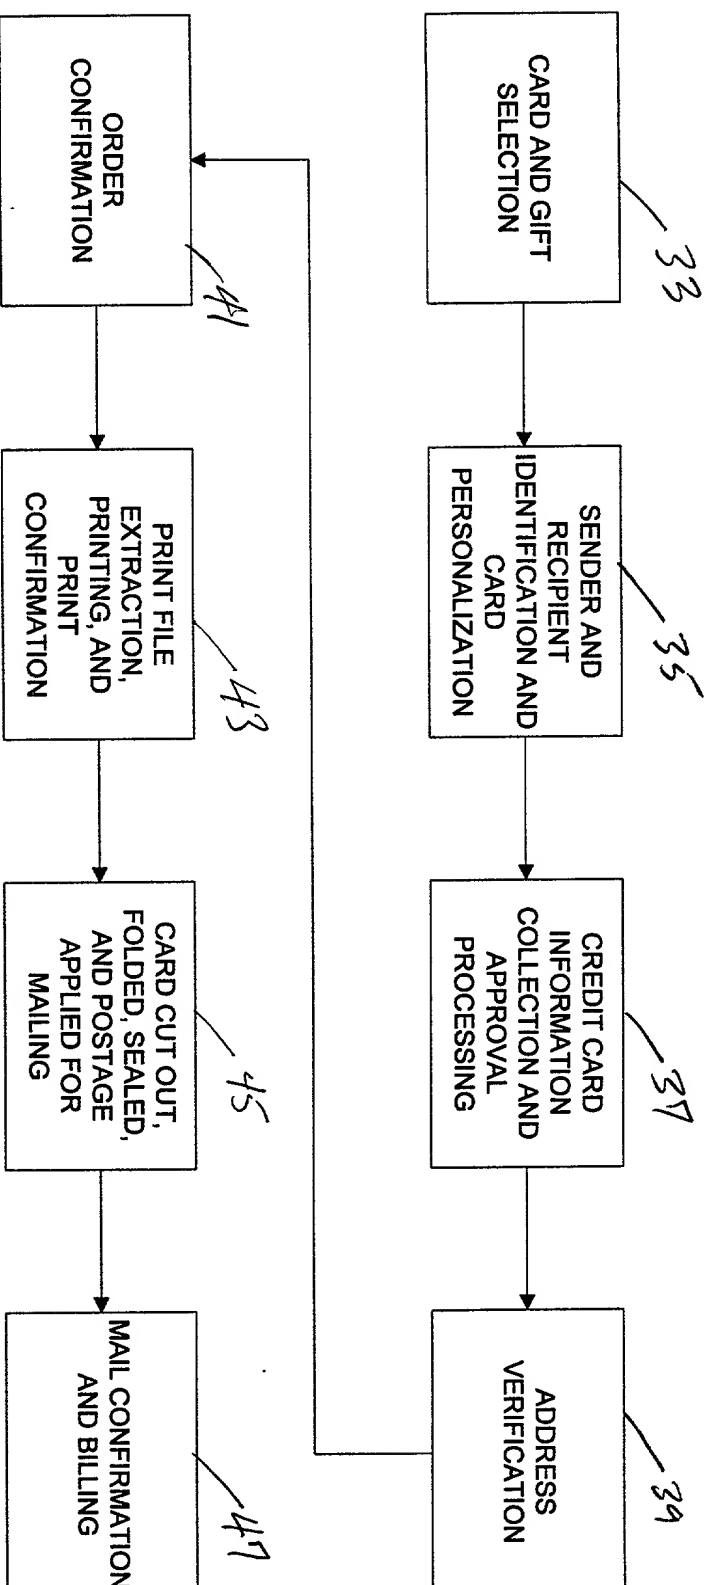 CARD AND GIFT
SELECTION
33
SENDER AND
RECIPIENT
IDENTIFICATION AND
CARD
PERSONALIZATION
35
CREDIT CARD
INFORMATION
COLLECTION AND
APPROVAL
PROCESSING
37
ADDRESS
VERIFICATION
39
ORDER
CONFIRMATION
41
PRINT FILE
EXTRACTION,
PRINTING, AND
PRINT
CONFIRMATION
43
CARD CUT OUT,
FOLDED, SEALED,
AND POSTAGE
APPLIED FOR
MAILING
45
MAIL CONFIRMATION
AND BILLING
47